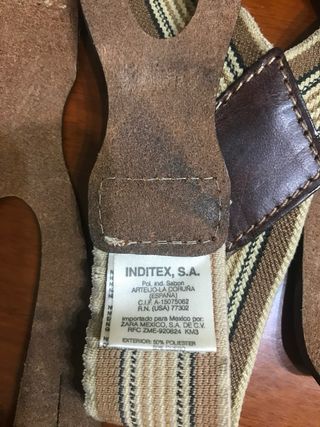 INDITEX, S.A.
Pol. ind. Sabon
ARTEIJO-LA CORUÑA
(ESPAÑA)
C.I.F. A-15075062
R.N. (USA) 77302
importado para Mexico por:
ZARA MEXICO, S.A. DE C.V.
RFC ZME-920824 KM3
EXTERIOR: 50% POLIESTER